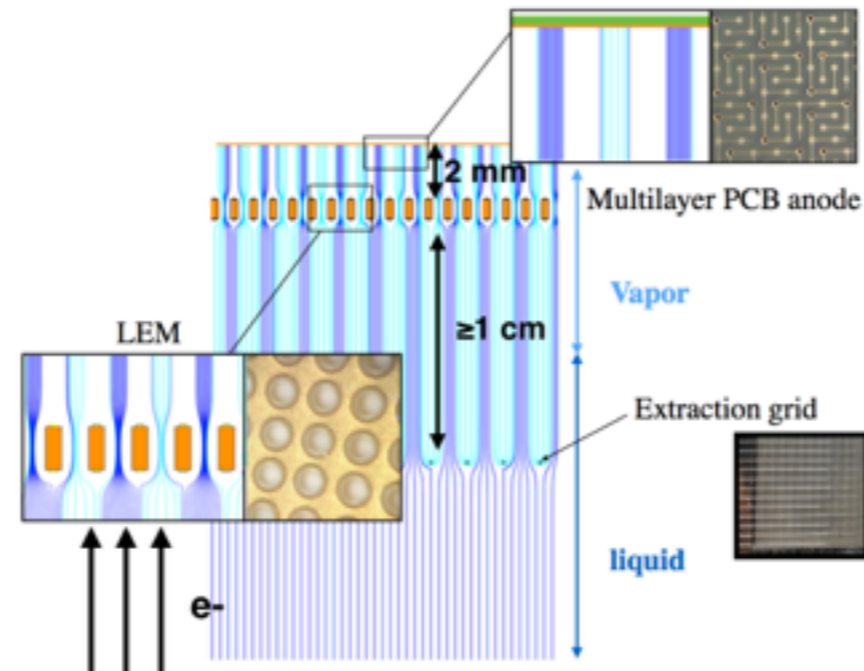 2 mm
Multilayer PCB anode
Vapor
LEM
≥1 cm
Extraction grid
liquid
e-